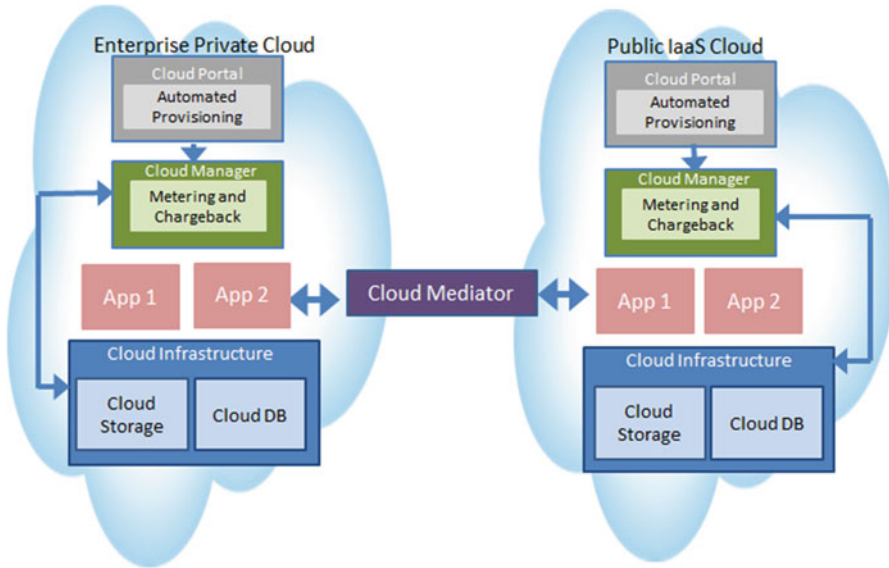 Enterprise Private Cloud
Cloud Portal
Automated
Provisioning
Cloud Manager
Metering and
Chargeback
App 1
App 2
Cloud Infrastructure
Cloud
Storage
Cloud DB
Cloud Mediator
Public IaaS Cloud
Cloud Portal
Automated
Provisioning
Cloud Manager
Metering and
Chargeback
App 1
App 2
Cloud Infrastructure
Cloud
Storage
Cloud DB